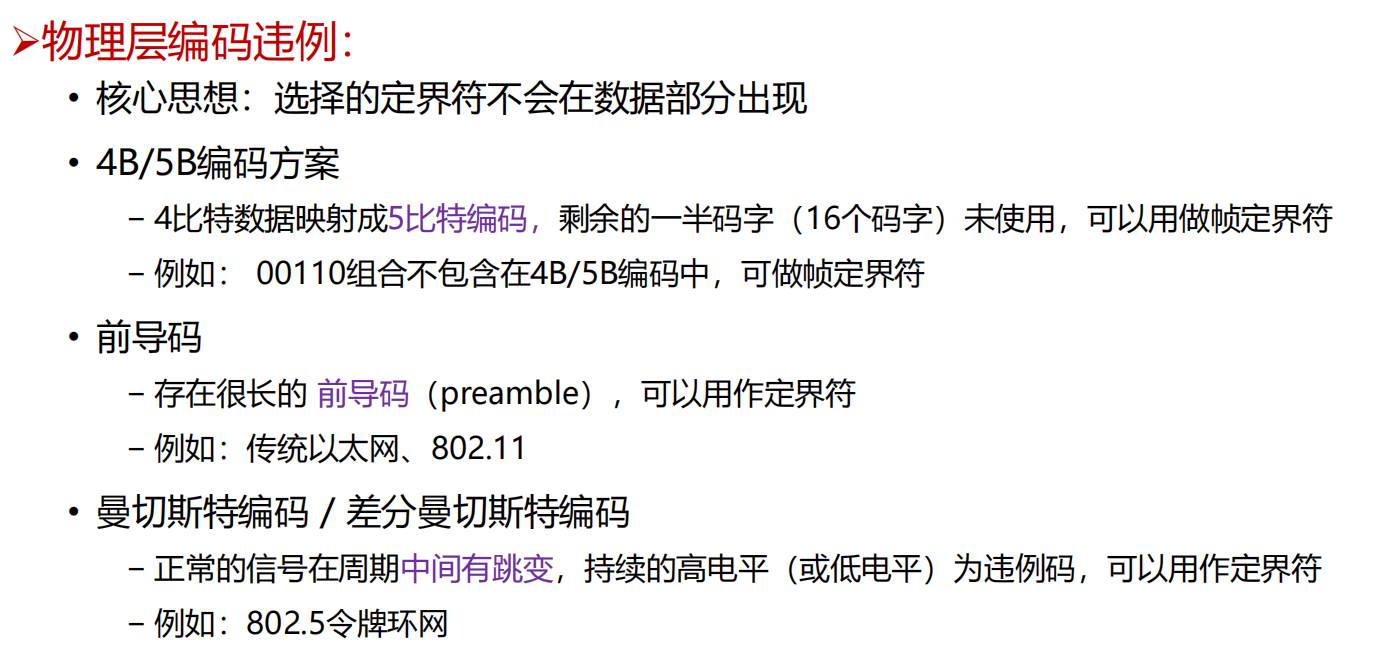 ➢物理层编码违例:
• 核心思想:选择的定界符不会在数据部分出现
• 4B/5B编码方案
– 4比特数据映射成5比特编码,剩余的一半码字(16个码字)未使用,可以用做帧定界符
– 例如: 00110组合不包含在4B/5B编码中,可做帧定界符
• 前导码
– 存在很长的 前导码(preamble),可以用作定界符
– 例如:传统以太网、802.11
• 曼切斯特编码 / 差分曼切斯特编码
– 正常的信号在周期中间有跳变,持续的高电平(或低电平)为违例码,可以用作定界符
– 例如:802.5令牌环网